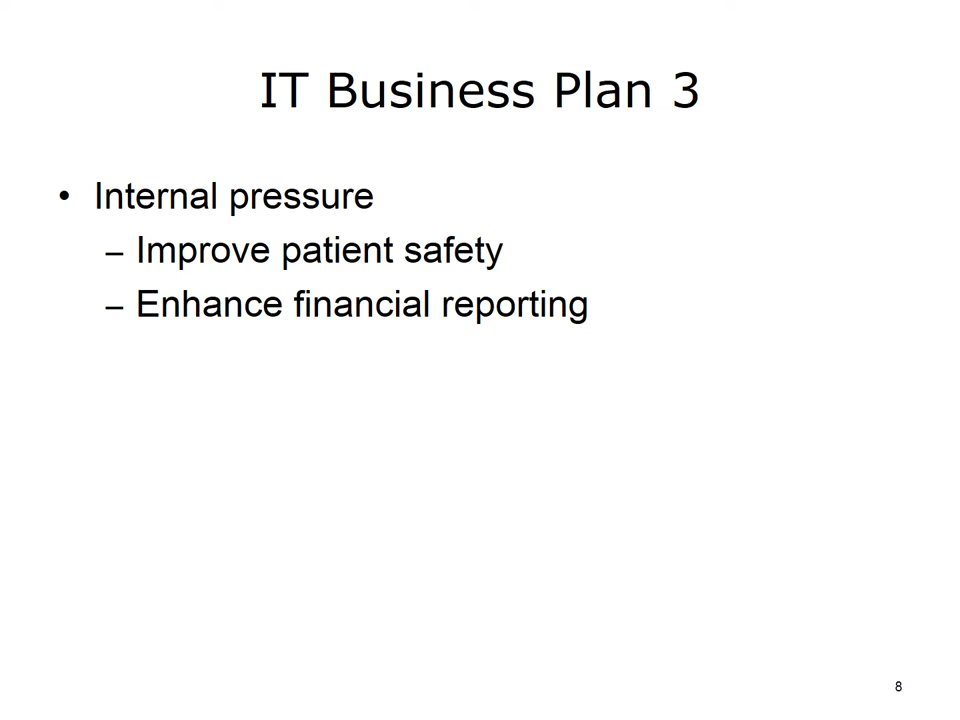 IT Business Plan 3
• Internal pressure
– Improve patient safety
– Enhance financial reporting
8